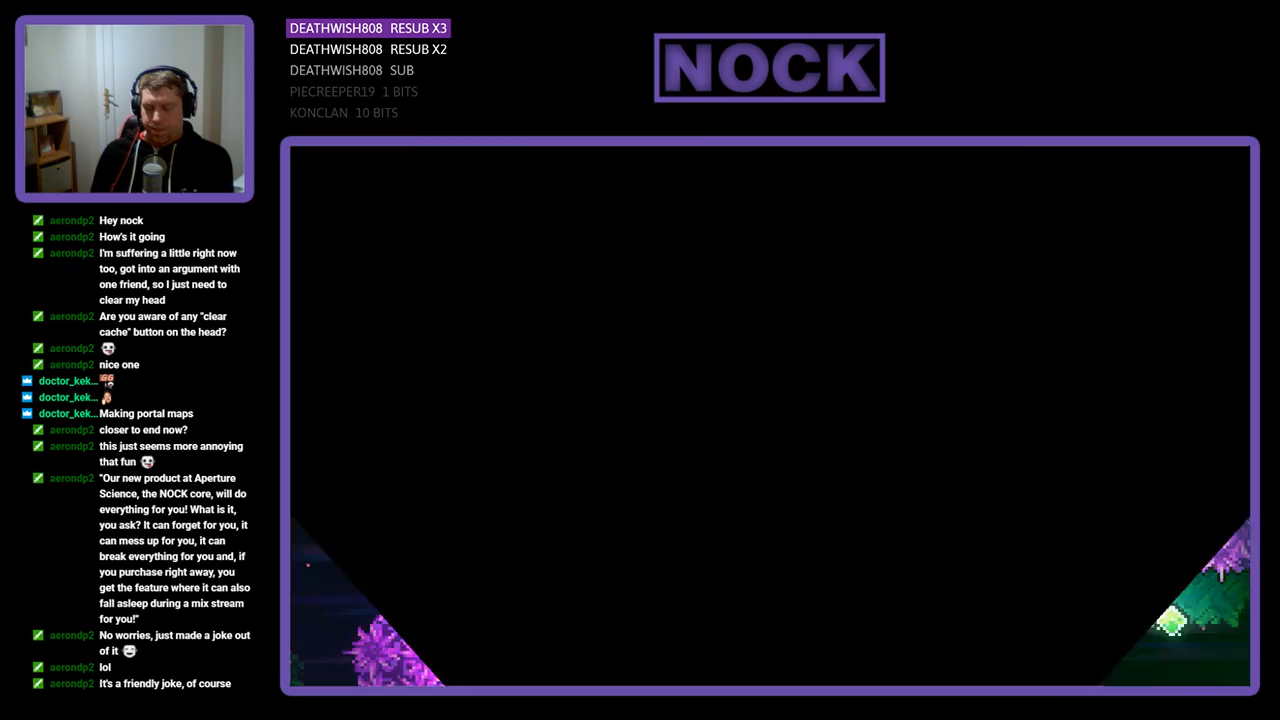 DEATHWISH808 RESUB X3
DEATHWISH808 RESUB X2
DEATHWISH808 SUB
PIECREEPER19 1 BITS
KONCLAN 10 BITS
NOCK
aerondp2 Hey nock
aerondp2 How's it going
aerondp2 I'm suffering a little right now
too, got into an argument with
one friend, so I just need to
clear my head
aerondp2 Are you aware of any "clear
cache" button on the head?
aerondp2
aerondp2 nice one
doctor_kek...
doctor_kek...
doctor_kek... Making portal maps
aerondp2 closer to end now?
aerondp2 this just seems more annoying
that fun
aerondp2 "Our new product at Aperture
Science, the NOCK core, will do
everything for you! What is it,
you ask? It can forget for you, it
can mess up for you, it can
break everything for you and, if
you purchase right away, you
get the feature where it can also
fall asleep during a mix stream
for you!"
aerondp2 No worries, just made a joke out
of it
aerondp2 lol
aerondp2 It's a friendly joke, of course